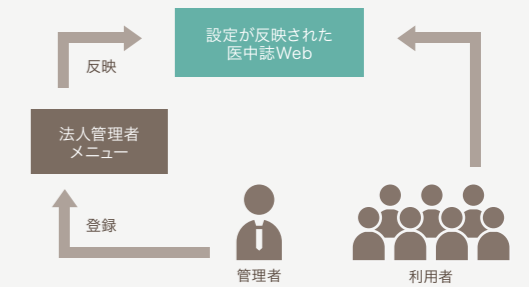 設定が反映された
医中誌Web
反映
法人管理者
メニュー
登録
管理者
利用者